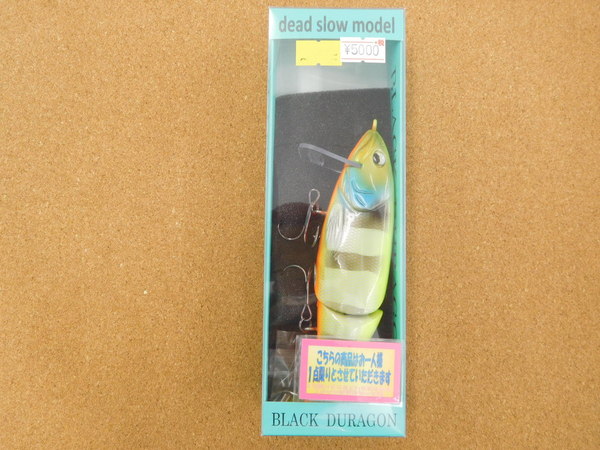 dead slow model
¥5000
こちらの商品はお一人様
1点限りとさせていただきます
BLACK DURAGON